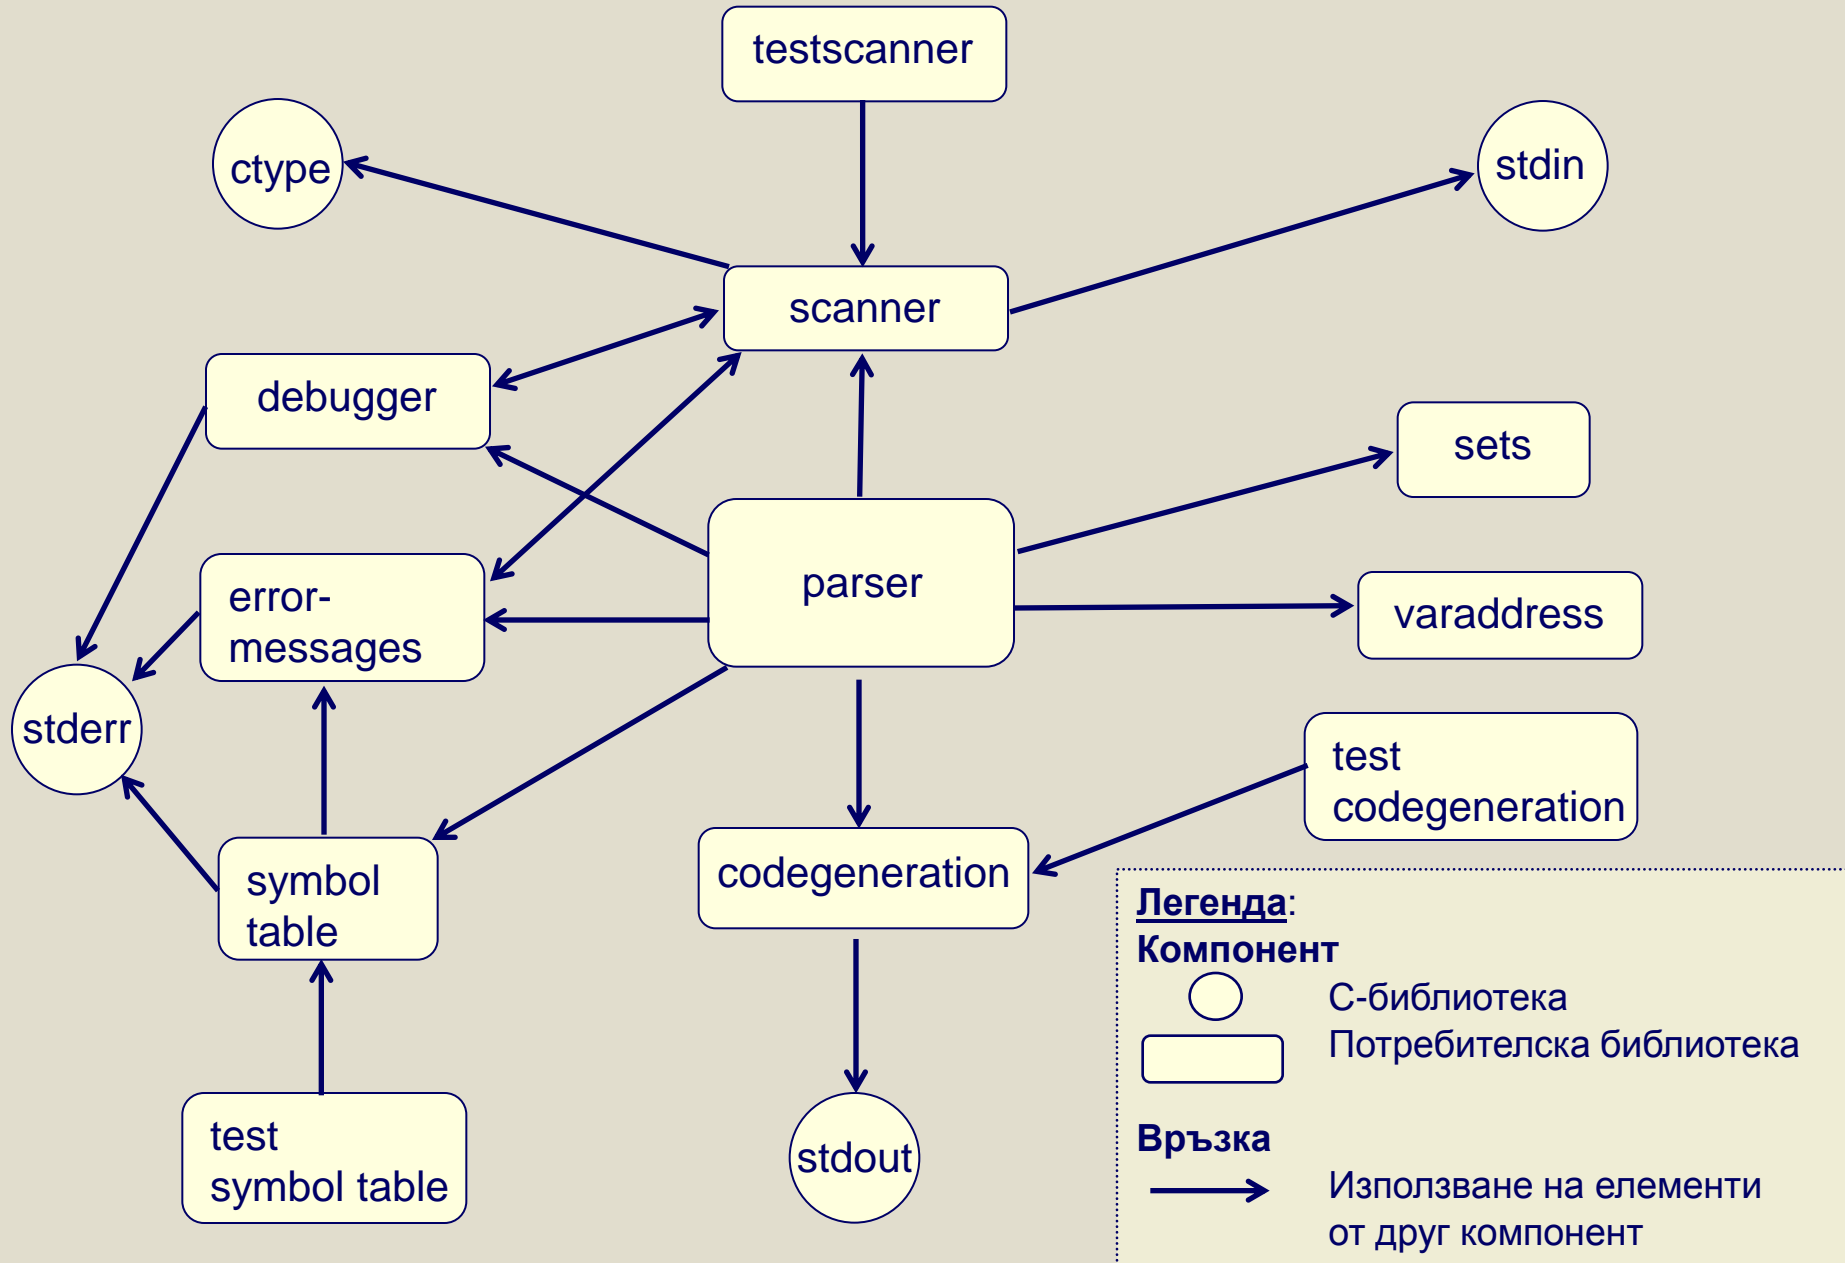 testscanner
ctype
stdin
scanner
debugger
sets
error-
messages
parser
varaddress
stderr
test
codegeneration
symbol
table
codegeneration
test
symbol table
stdout
Легенда:
Компонент
С-библиотека
Потребителска библиотека
Връзка
Използване на елементи
от друг компонент